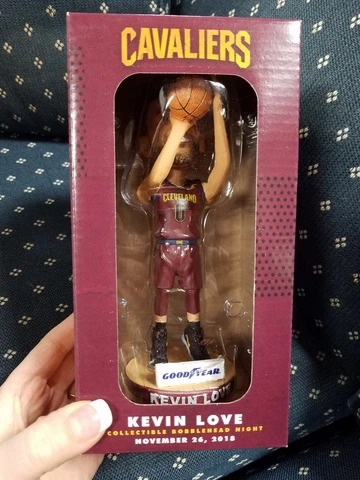 CAVALIERS
CLEVELAND
0
GOODYEAR
KEVIN LOVE
KEVIN LOVE
COLLECTIBLE BOBBLEHEAD NIGHT
NOVEMBER 26, 2018